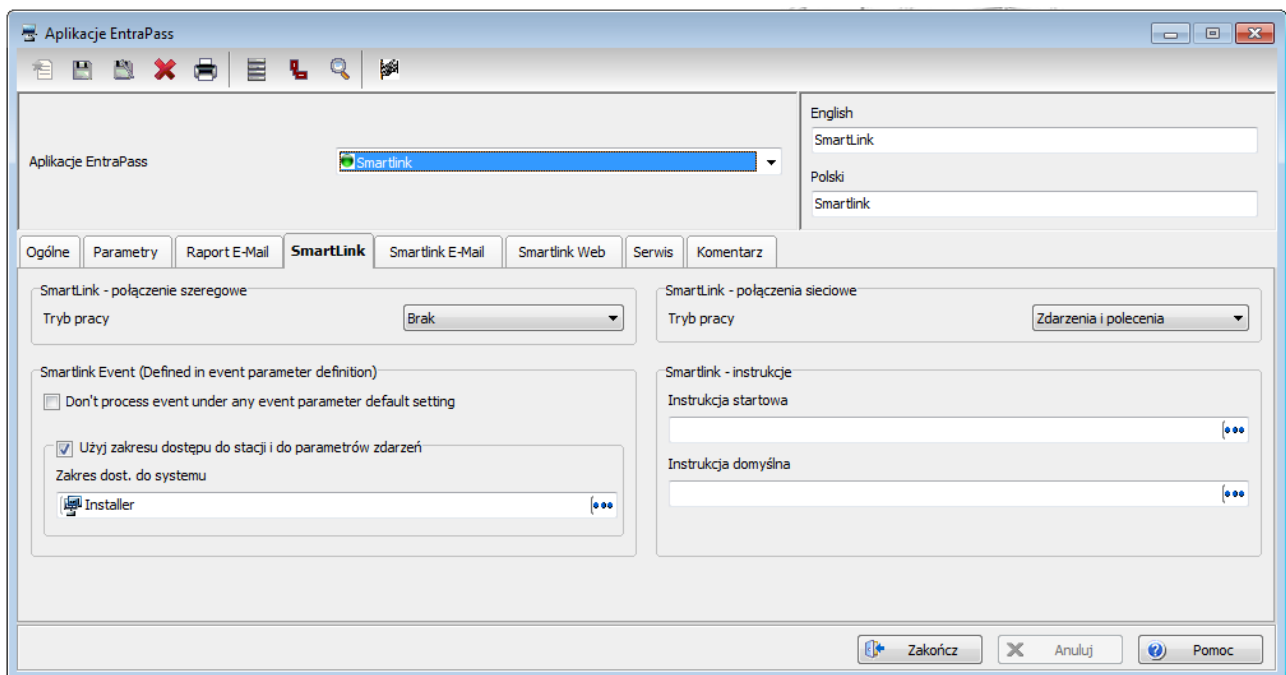 Aplikacje EntraPass
English
SmartLink
Aplikacje EntraPass
Smartlink
Polski
Smartlink
Ogólne
Parametry
Raport E-Mail
SmartLink
Smartlink E-Mail
Smartlink Web
Serwis
Komentarz
SmartLink - połączenie szeregowe
Tryb pracy
Brak
SmartLink - połączenia sieciowe
Tryb pracy
Zdarzenia i polecenia
Smartlink Event (Defined in event parameter definition)
Don't process event under any event parameter default setting
Użyj zakresu dostępu do stacji i do parametrów zdarzeń
Zakres dost. do systemu
Installer
Smartlink - instrukcje
Instrukcja startowa
Instrukcja domyślna
Zakończ
Anuluj
Pomoc